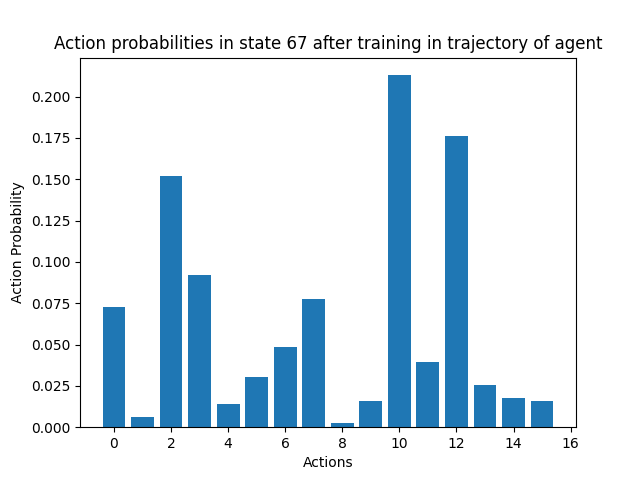 Action probabilities in state 67 after training in trajectory of agent
0.200
0.175
0.150
0.125
0.100
0.075
0.050
0.025
0.000
Action Probability
0 2 4 6 8 10 12 14 16
Actions